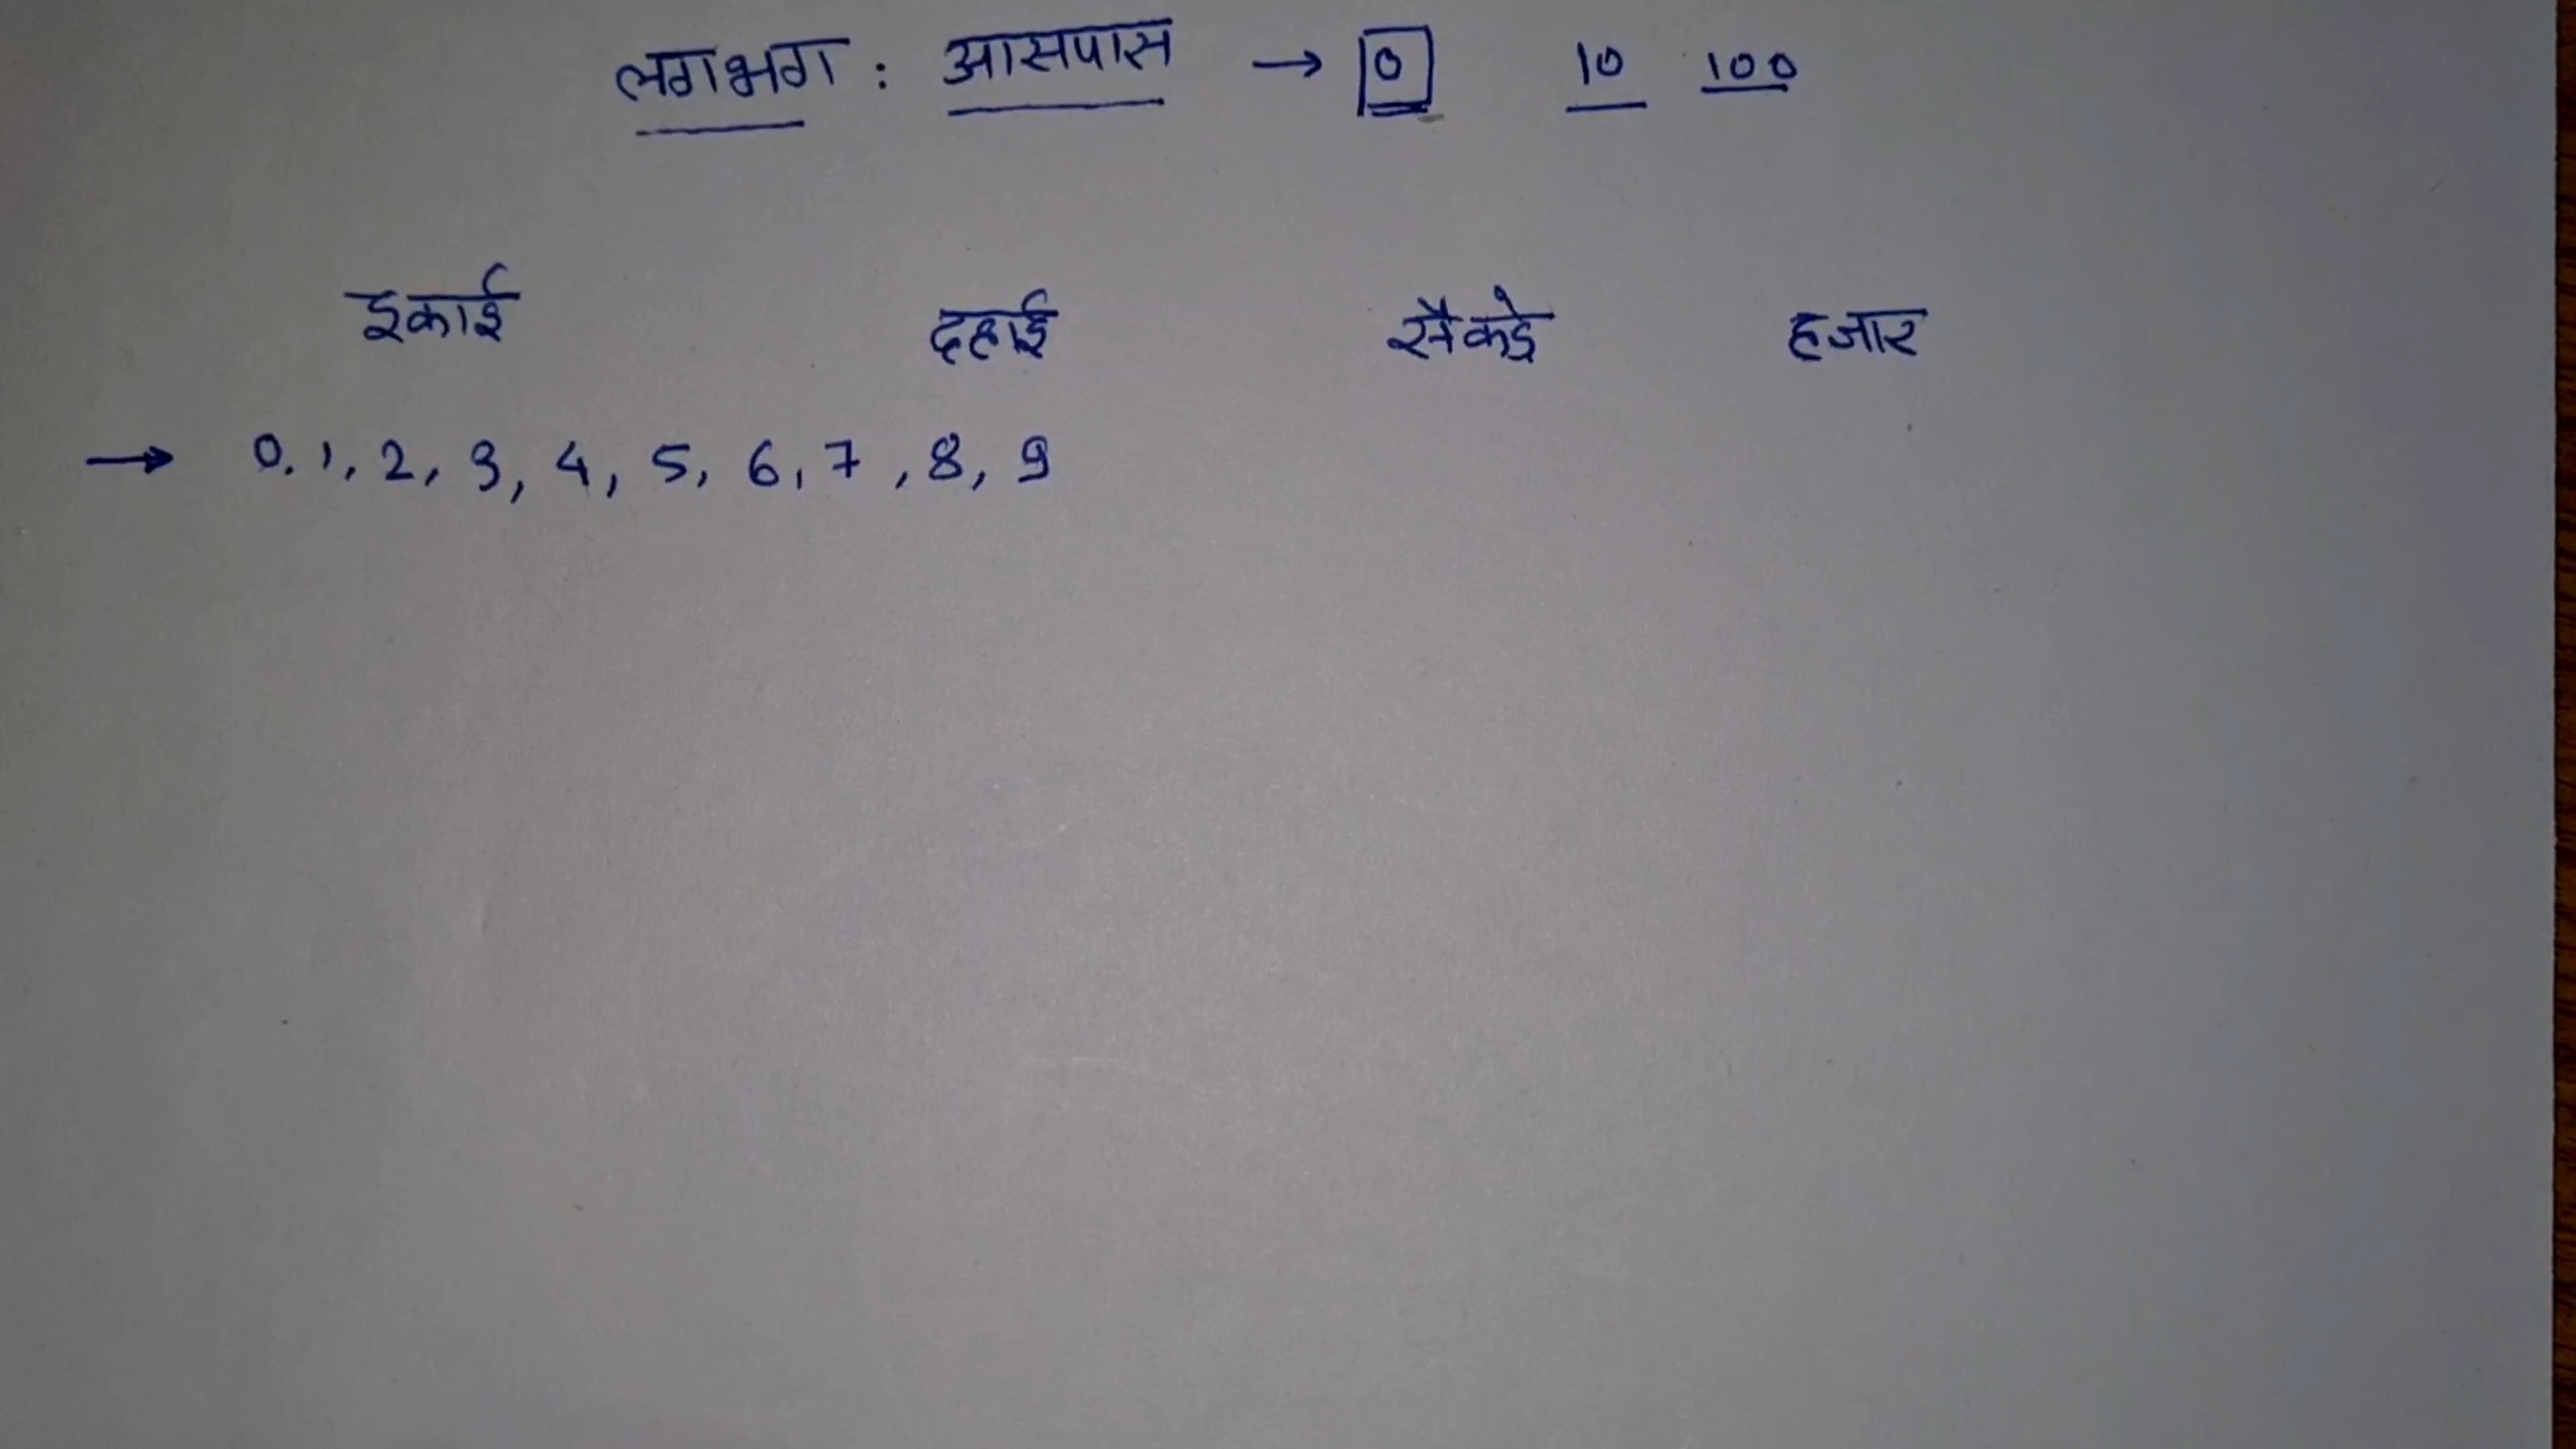 लगभग : आसपास → 0 10 100
इकाई दहाई सैकड़े हजार
→ 0, 1, 2, 3, 4, 5, 6, 7, 8, 9